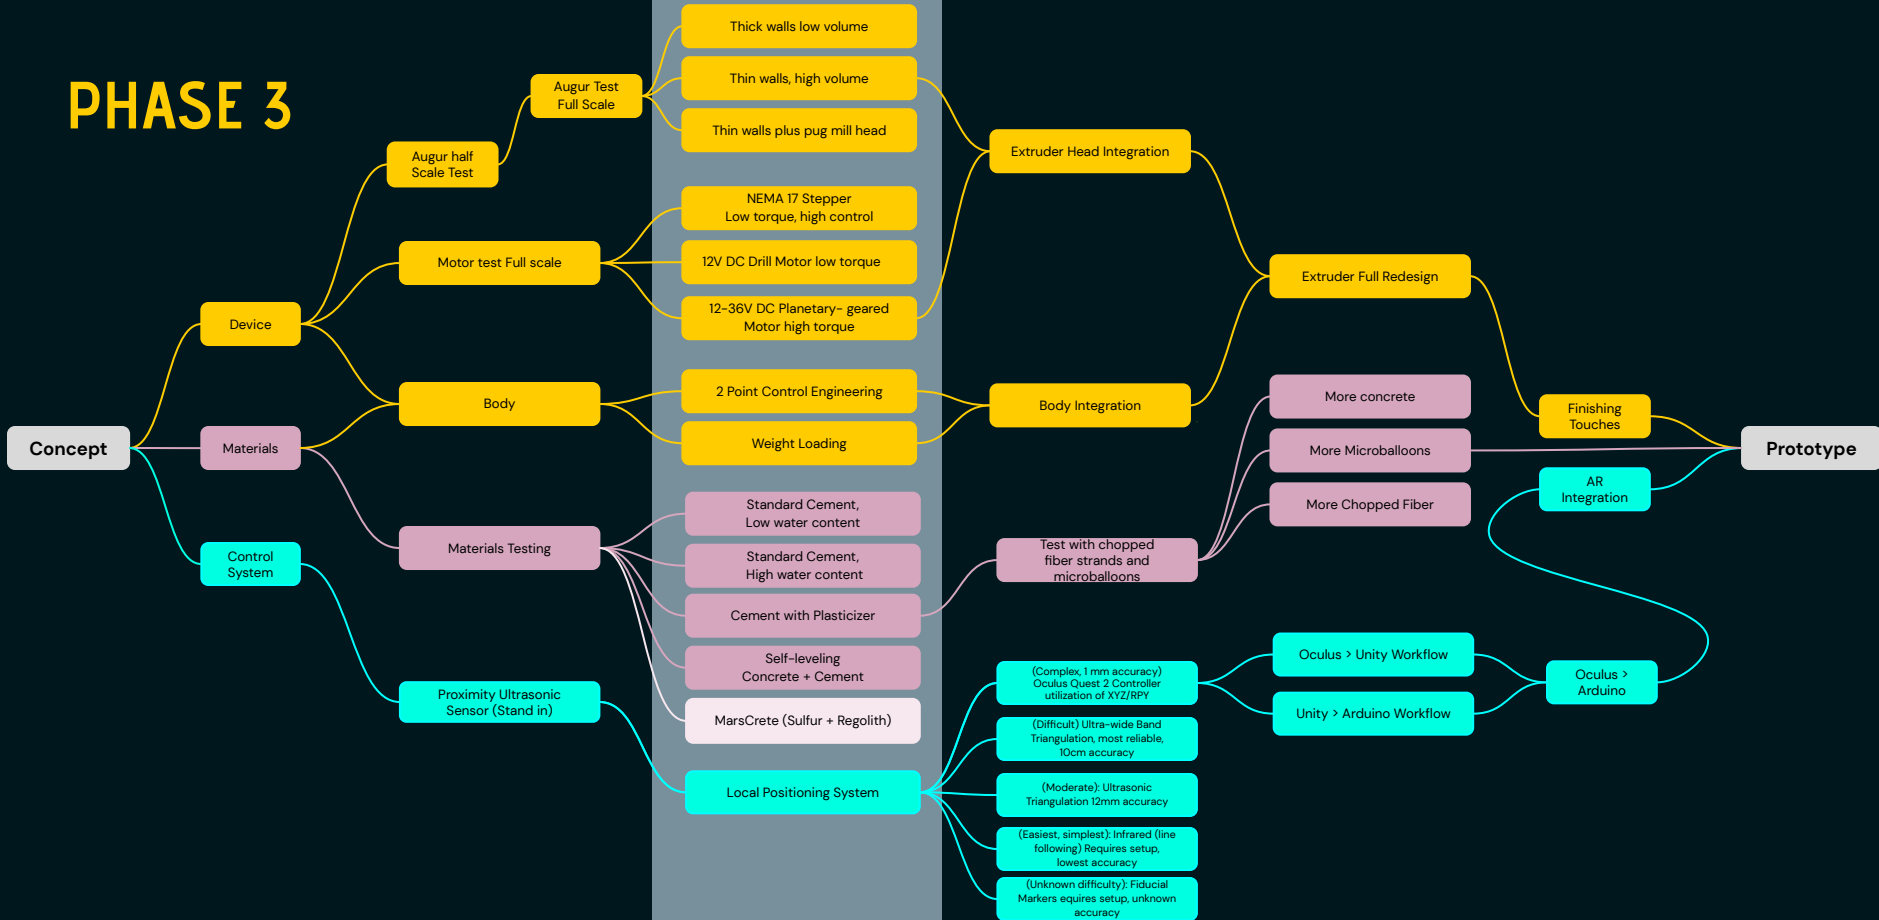 PHASE 3
Concept
Device
Materials
Control
System
Augur half
Scale Test
Augur Test
Full Scale
Motor test Full scale
Body
Materials Testing
Proximity Ultrasonic
Sensor (Stand in)
Thick walls low volume
Thin walls, high volume
Thin walls plus pug mill head
NEMA 17 Stepper
Low torque, high control
12V DC Drill Motor low torque
12-36V DC Planetary- geared
Motor high torque
2 Point Control Engineering
Weight Loading
Standard Cement,
Low water content
Standard Cement,
High water content
Cement with Plasticizer
Self-leveling
Concrete + Cement
MarsCrete (Sulfur + Regolith)
Local Positioning System
Extruder Head Integration
Body Integration
Test with chopped
fiber strands and
microballoons
(Complex, 1 mm accuracy)
Oculus Quest 2 Controller
utilization of XYZ/RPY
(Difficult) Ultra-wide Band
Triangulation, most reliable,
10cm accuracy
(Moderate): Ultrasonic
Triangulation 12mm accuracy
(Easiest, simplest): Infrared (line
following) Requires setup,
lowest accuracy
(Unknown difficulty): Fiducial
Markers equires setup, unknown
accuracy
Extruder Full Redesign
More concrete
More Microballoons
More Chopped Fiber
Oculus > Unity Workflow
Unity > Arduino Workflow
Finishing
Touches
AR
Integration
Oculus >
Arduino
Prototype